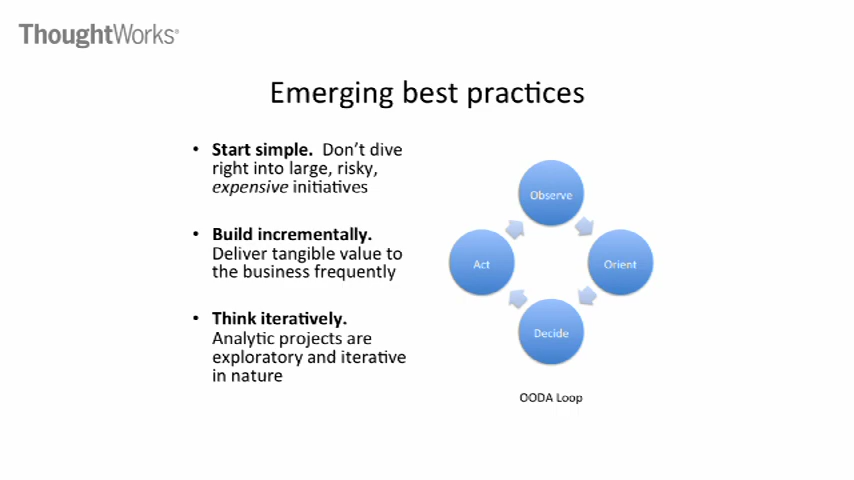 ThoughtWorks®
Emerging best practices
• Start simple. Don't dive
right into large, risky,
expensive initiatives
• Build incrementally.
Deliver tangible value to
the business frequently
• Think iteratively.
Analytic projects are
exploratory and iterative
in nature
Observe
Orient
Decide
Act
OODA Loop